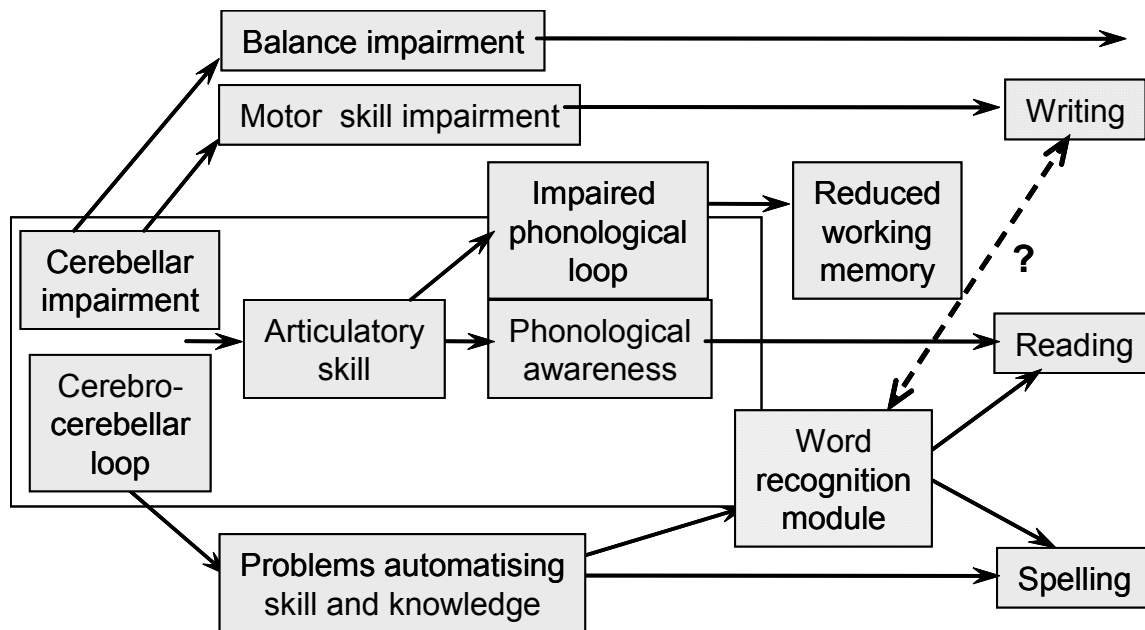 Balance impairment
Motor skill impairment
Writing
Impaired
phonological
loop
Reduced
working
memory
?
Cerebellar
impairment
Articulatory
skill
Phonological
awareness
Reading
Cerebro-
cerebellar
loop
Word
recognition
module
Problems automatising
skill and knowledge
Spelling